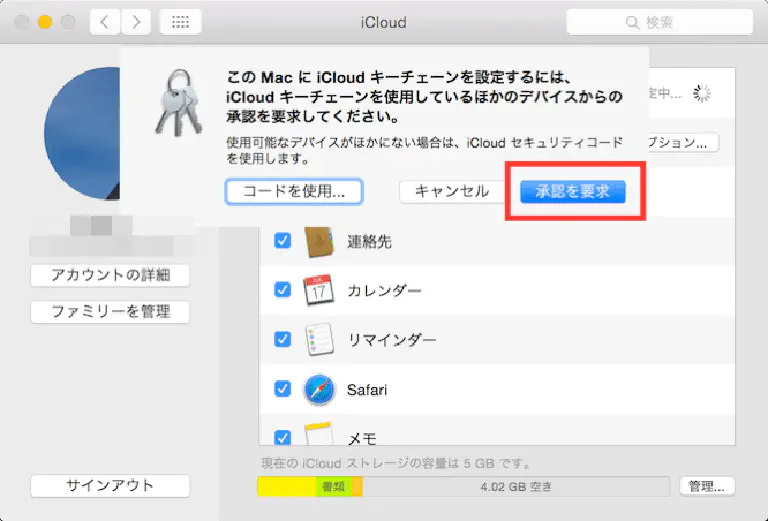 iCloud
検索
この Mac に iCloud キーチェーンを設定するには、
iCloud キーチェーンを使用しているほかのデバイスからの
承認を要求してください。
使用可能なデバイスがほかにない場合は、iCloud セキュリティコード
を使用します。
コードを使用...
キャンセル
承認を要求
定中...
プション...
アカウントの詳細
ファミリーを管理
サインアウト
連絡先
17
カレンダー
リマインダー
Safari
メモ
現在の iCloud ストレージの容量は 5 GB です。
書類
4.02 GB 空き
管理...